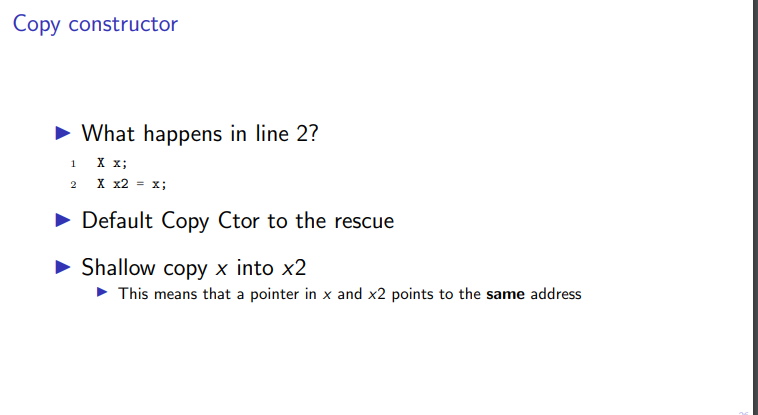 Copy constructor
▶ What happens in line 2?
1 X x;
2 X x2 = x;
▶ Default Copy Ctor to the rescue
▶ Shallow copy x into x2
▶ This means that a pointer in x and x2 points to the same address